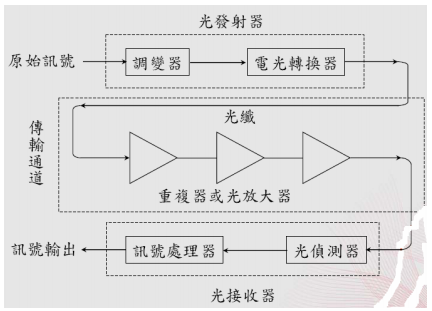 光發射器
原始訊號
調變器
電光轉換器
光纖
傳輸通道
重複器或光放大器
訊號輸出
訊號處理器
光偵測器
光接收器